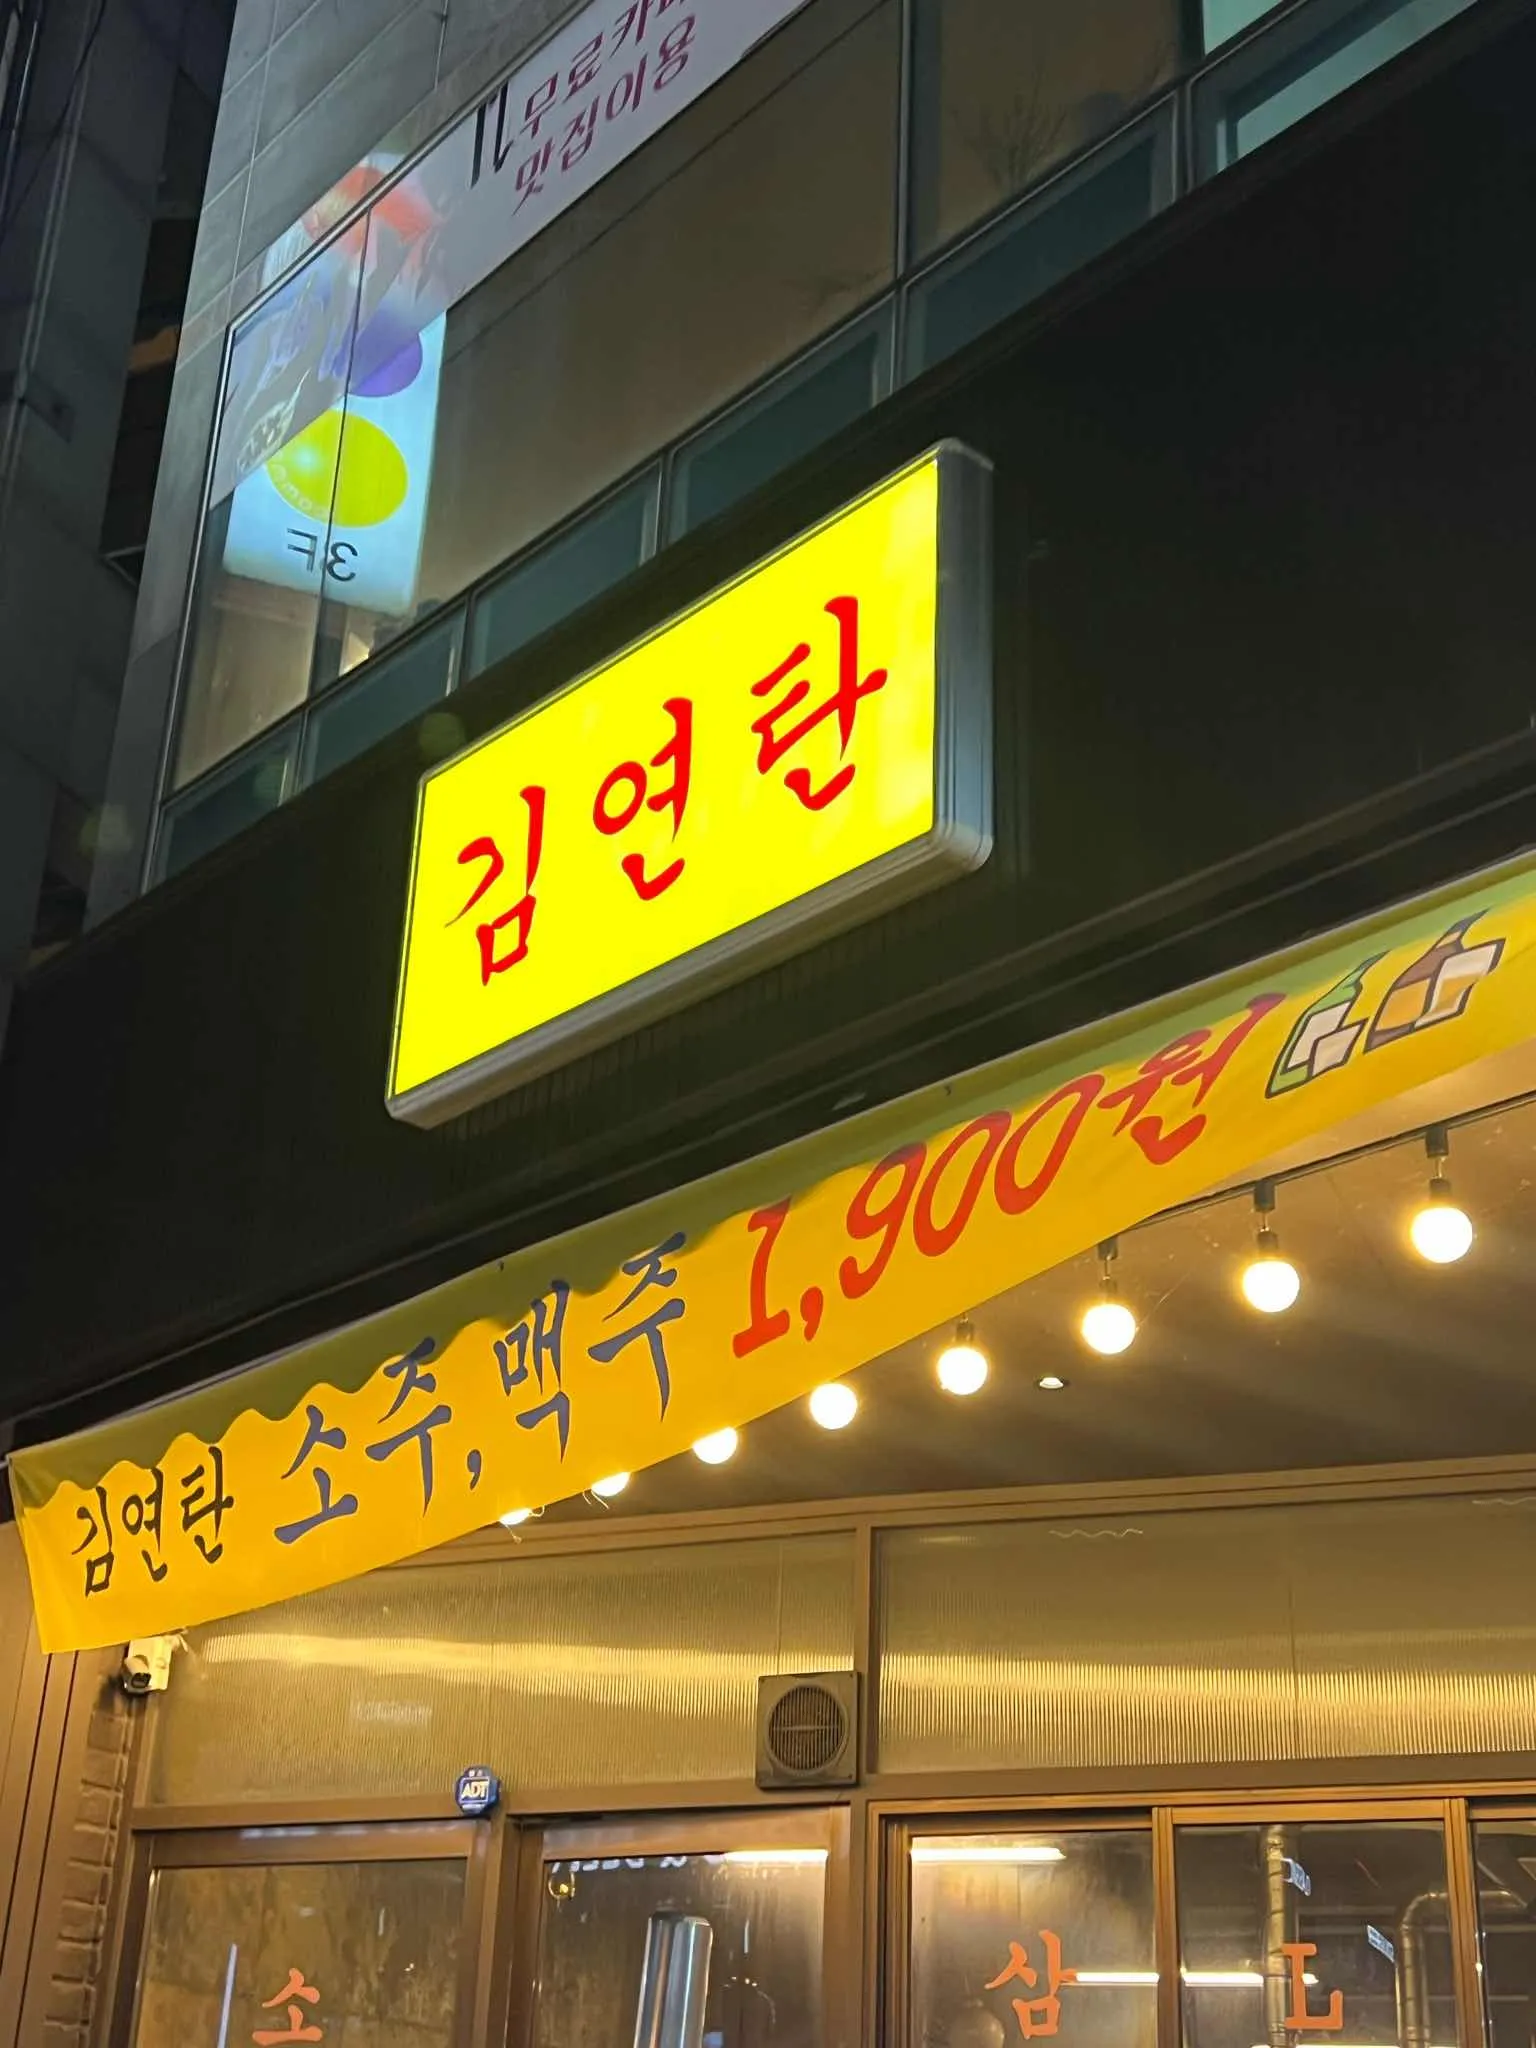 무료카
맛집이용
3F
김연탄
김연탄 소주,맥주 1,900원
ADT
소
삼